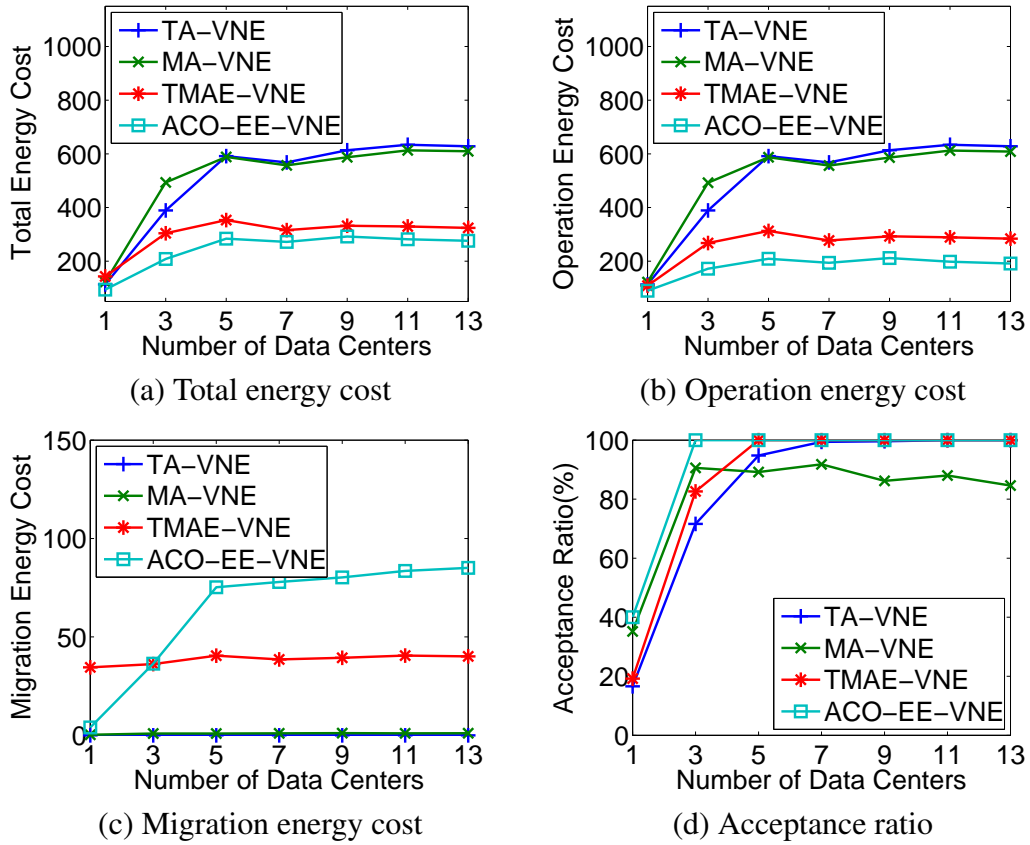 1000
800
600
400
200
Total Energy Cost
TA−VNE
MA−VNE
TMAE−VNE
ACO−EE−VNE
1 3 5 7 9 11 13
Number of Data Centers
(a) Total energy cost
1000
800
600
400
200
Operation Energy Cost
TA−VNE
MA−VNE
TMAE−VNE
ACO−EE−VNE
1 3 5 7 9 11 13
Number of Data Centers
(b) Operation energy cost
150
100
50
0
Migration Energy Cost
TA−VNE
MA−VNE
TMAE−VNE
ACO−EE−VNE
1 3 5 7 9 11 13
Number of Data Centers
(c) Migration energy cost
100
80
60
40
20
0
Acceptance Ratio(%)
TA−VNE
MA−VNE
TMAE−VNE
ACO−EE−VNE
1 3 5 7 9 11 13
Number of Data Centers
(d) Acceptance ratio